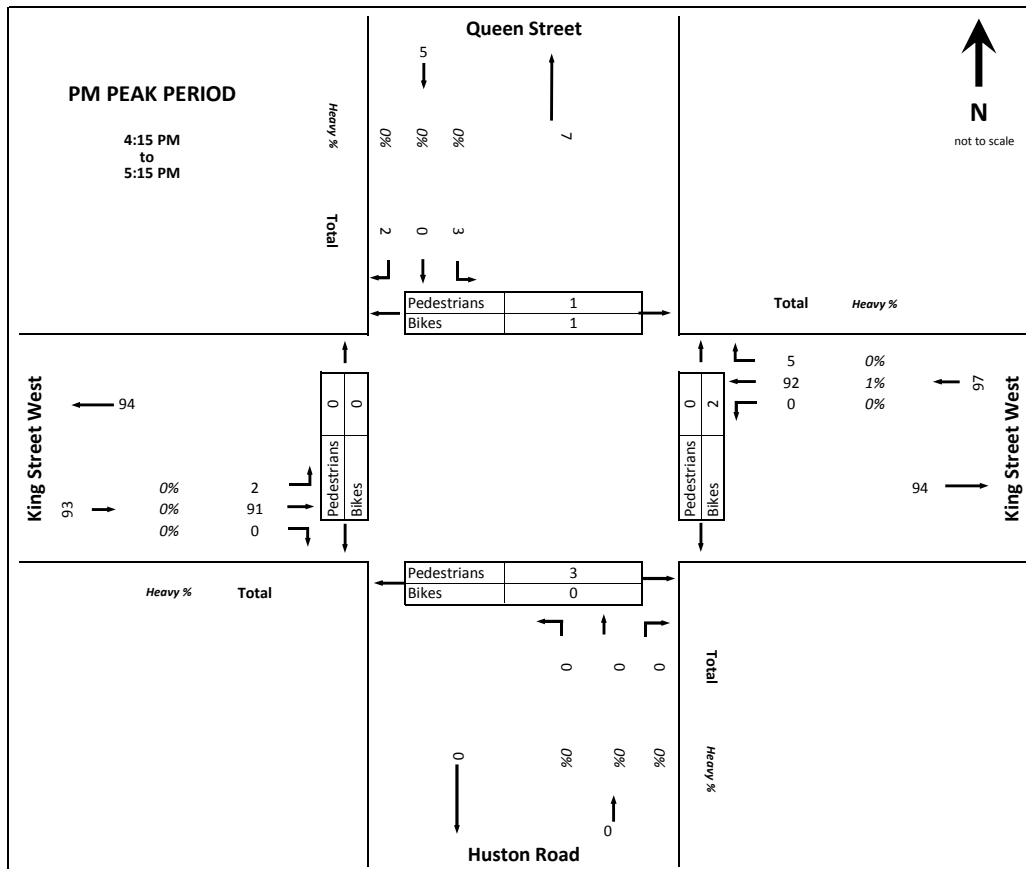 Queen Street
PM PEAK PERIOD
4:15 PM
to
5:15 PM
N
not to scale
5
7
Heavy % 0% 0% 0%
Total 2 0 3
Pedestrians 1
Bikes 1
Total Heavy %
5 0%
92 1%
0 0%
97
94
King Street West
Pedestrians 0
Bikes 2
King Street West
94
93
0% 2
0% 91
0% 0
Heavy % Total
Pedestrians 0
Bikes 0
Pedestrians 3
Bikes 0
0 0 0 Total
0% 0% 0% Heavy %
0
0
Huston Road